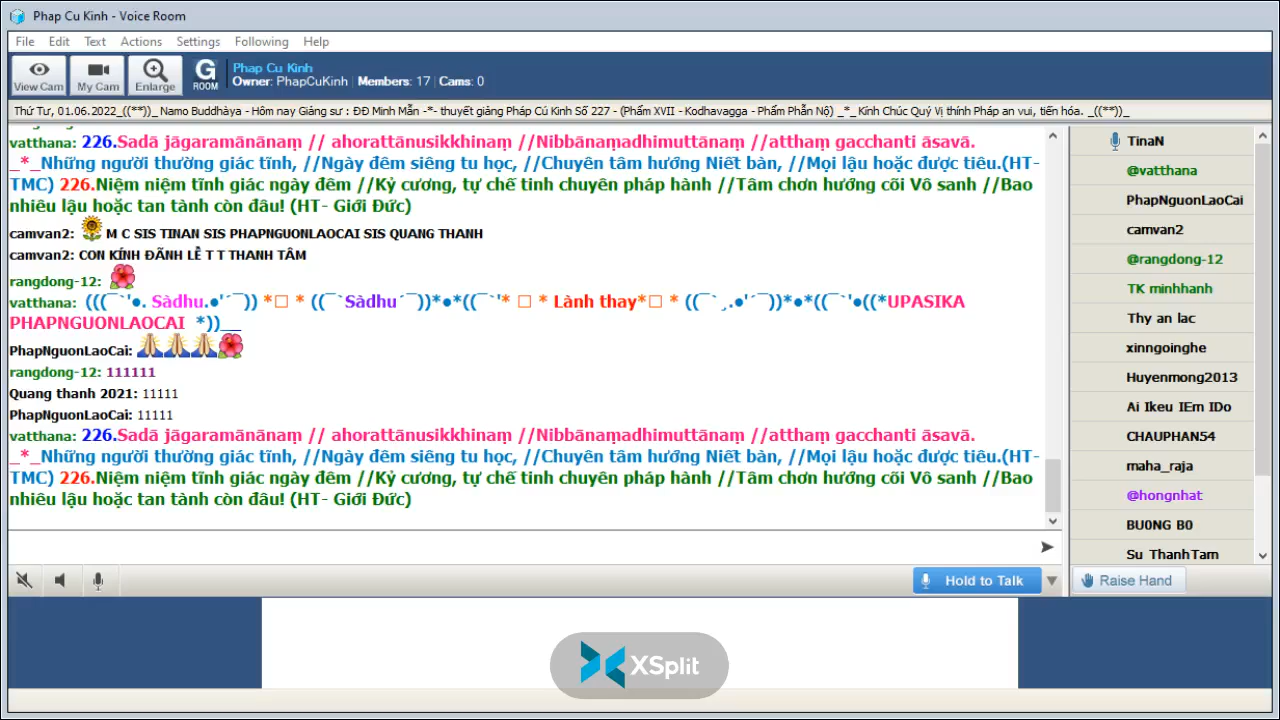 Phap Cu Kinh - Voice Room
File Edit Text Actions Settings Following Help
View Cam My Cam Enlarge G ROOM
Phap Cu Kinh
Owner: PhapCuKinh | Members: 17 | Cams: 0
Thứ Tư, 01.06.2022_((**))_ Namo Buddhàya - Hôm nay Giảng sư : ĐĐ Minh Mẫn -*- thuyết giảng Pháp Cú Kinh Số 227 - (Phẩm XVII - Kodhavagga - Phẩm Phẫn Nộ) _*_ Kính Chúc Quý Vị thính Pháp an vui, tiến hóa. _((**))_
vatthana: 226.Sadā jāgaramānānaṃ // ahorattānusikkhinaṃ //Nibbānaṃadhimuttānaṃ //atthaṃ gacchanti āsavā.
_*_Những người thường giác tĩnh, //Ngày đêm siêng tu học, //Chuyên tâm hướng Niết bàn, //Mọi lậu hoặc được tiêu.(HT-
TMC) 226.Niệm niệm tĩnh giác ngày đêm //Kỷ cương, tự chế tinh chuyên pháp hành //Tâm chơn hướng cõi Vô sanh //Bao
nhiêu lậu hoặc tan tành còn đâu! (HT- Giới Đức)
camvan2: M C SIS TINAN SIS PHAPNGUONLAOCAI SIS QUANG THANH
camvan2: CON KÍNH ĐÃNH LỄ T T THANH TÂM
rangdong-12:
vatthana: (((¯`'●. Sàdhu.●'´¯)) *□ * ((¯`Sàdhu´¯))*●*((¯`'* □ * Lành thay*□ * ((¯`¸.●'´¯))*●*((¯`'●((*UPASIKA
PHAPNGUONLAOCAI *))__
PhapNguonLaoCai:
rangdong-12: 111111
Quang thanh 2021: 11111
PhapNguonLaoCai: 11111
vatthana: 226.Sadā jāgaramānānaṃ // ahorattānusikkhinaṃ //Nibbānaṃadhimuttānaṃ //atthaṃ gacchanti āsavā.
_*_Những người thường giác tĩnh, //Ngày đêm siêng tu học, //Chuyên tâm hướng Niết bàn, //Mọi lậu hoặc được tiêu.(HT-
TMC) 226.Niệm niệm tĩnh giác ngày đêm //Kỷ cương, tự chế tinh chuyên pháp hành //Tâm chơn hướng cõi Vô sanh //Bao
nhiêu lậu hoặc tan tành còn đâu! (HT- Giới Đức)
Hold to Talk
TinaN
@vatthana
PhapNguonLaoCai
camvan2
@rangdong-12
TK minhhanh
Thy an lac
xinngoinghe
Huyenmong2013
Ai Ikeu IEm IDo
CHAUPHAN54
maha_raja
@hongnhat
BU0NG B0
Su ThanhTam
Raise Hand
XSplit